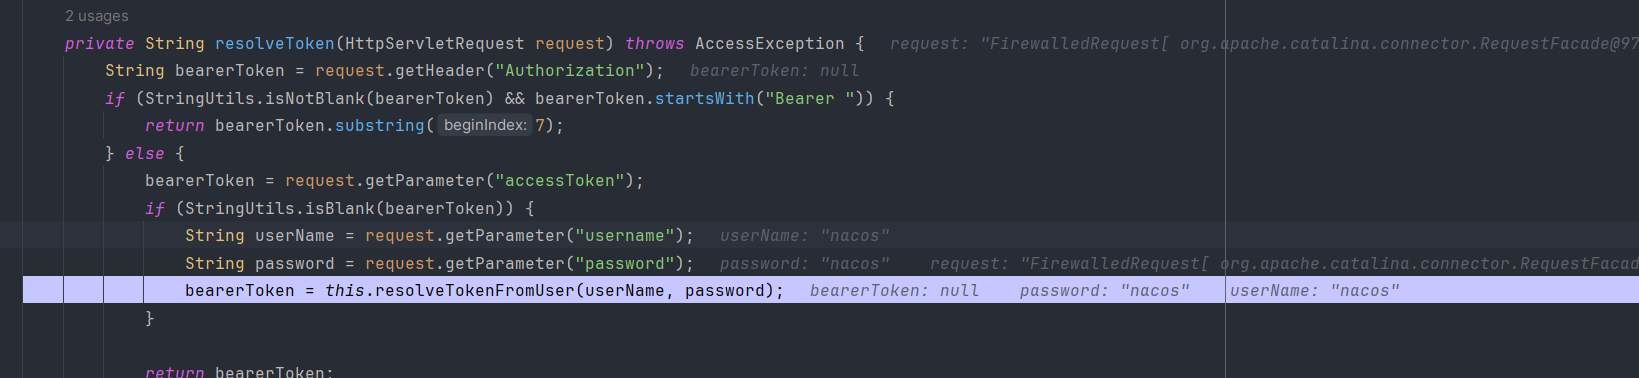 2 usages
private String resolveToken(HttpServletRequest request) throws AccessException {   request: "FirewalledRequest[ org.apache.catalina.connector.RequestFacade@97
String bearerToken = request.getHeader("Authorization");   bearerToken: null
if (StringUtils.isNotBlank(bearerToken) && bearerToken.startsWith("Bearer ")) {
return bearerToken.substring( beginIndex: 7);
} else {
bearerToken = request.getParameter("accessToken");
if (StringUtils.isBlank(bearerToken)) {
String userName = request.getParameter("username");   userName: "nacos"
String password = request.getParameter("password");   password: "nacos"    request: "FirewalledRequest[ org.apache.catalina.connector.RequestFacad
bearerToken = this.resolveTokenFromUser(userName, password);   bearerToken: null    password: "nacos"    userName: "nacos"
}
return bearerToken;